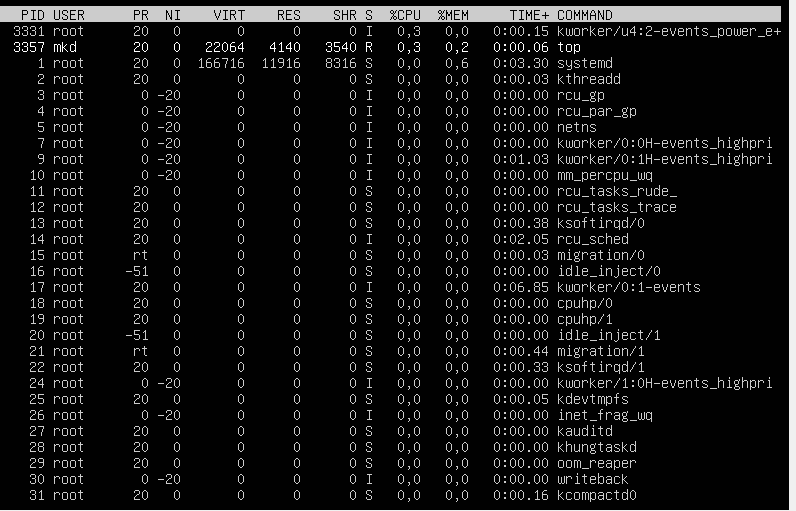 PID USER PR NI VIRT RES SHR S %CPU %MEM TIME+ COMMAND
3331 root 20 0 0 0 0 I 0,3 0,0 0:00.15 kworker/u4:2-events_power_e+
3357 mkd 20 0 22064 4140 3540 R 0,3 0,2 0:00.06 top
1 root 20 0 166716 11916 8316 S 0,0 0,6 0:03.30 systemd
2 root 20 0 0 0 0 S 0,0 0,0 0:00.03 kthreadd
3 root 0 -20 0 0 0 I 0,0 0,0 0:00.00 rcu_gp
4 root 0 -20 0 0 0 I 0,0 0,0 0:00.00 rcu_par_gp
5 root 0 -20 0 0 0 I 0,0 0,0 0:00.00 netns
7 root 0 -20 0 0 0 I 0,0 0,0 0:00.00 kworker/0:0H-events_highpri
9 root 0 -20 0 0 0 I 0,0 0,0 0:01.03 kworker/0:1H-events_highpri
10 root 0 -20 0 0 0 I 0,0 0,0 0:00.00 mm_percpu_wq
11 root 20 0 0 0 0 S 0,0 0,0 0:00.00 rcu_tasks_rude_
12 root 20 0 0 0 0 S 0,0 0,0 0:00.00 rcu_tasks_trace
13 root 20 0 0 0 0 S 0,0 0,0 0:00.38 ksoftirqd/0
14 root 20 0 0 0 0 I 0,0 0,0 0:02.05 rcu_sched
15 root rt 0 0 0 0 S 0,0 0,0 0:00.03 migration/0
16 root -51 0 0 0 0 S 0,0 0,0 0:00.00 idle_inject/0
17 root 20 0 0 0 0 I 0,0 0,0 0:06.85 kworker/0:1-events
18 root 20 0 0 0 0 S 0,0 0,0 0:00.00 cpuhp/0
19 root 20 0 0 0 0 S 0,0 0,0 0:00.00 cpuhp/1
20 root -51 0 0 0 0 S 0,0 0,0 0:00.00 idle_inject/1
21 root rt 0 0 0 0 S 0,0 0,0 0:00.44 migration/1
22 root 20 0 0 0 0 S 0,0 0,0 0:00.33 ksoftirqd/1
24 root 0 -20 0 0 0 I 0,0 0,0 0:00.00 kworker/1:0H-events_highpri
25 root 20 0 0 0 0 S 0,0 0,0 0:00.05 kdevtmpfs
26 root 0 -20 0 0 0 I 0,0 0,0 0:00.00 inet_frag_wq
27 root 20 0 0 0 0 S 0,0 0,0 0:00.00 kauditd
28 root 20 0 0 0 0 S 0,0 0,0 0:00.00 khungtaskd
29 root 20 0 0 0 0 S 0,0 0,0 0:00.00 oom_reaper
30 root 0 -20 0 0 0 I 0,0 0,0 0:00.00 writeback
31 root 20 0 0 0 0 S 0,0 0,0 0:00.16 kcompactd0